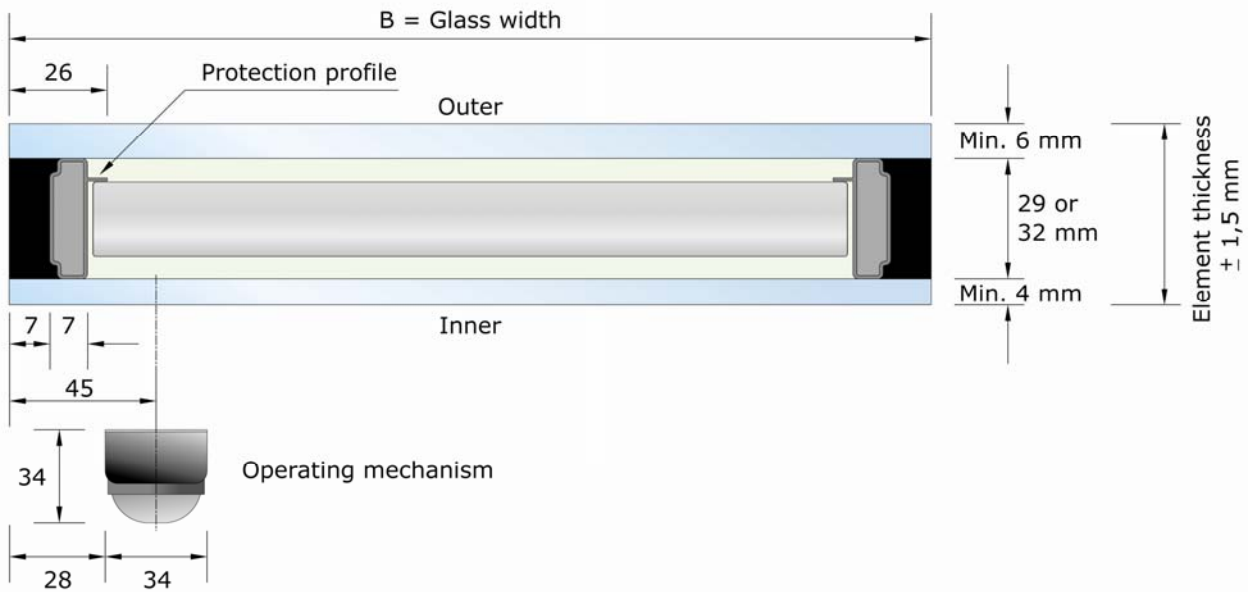 B = Glass width
26
Protection profile
Outer
Min. 6 mm
29 or
32 mm
Element thickness
± 1,5 mm
Min. 4 mm
7
7
Inner
45
34
Operating mechanism
28
34